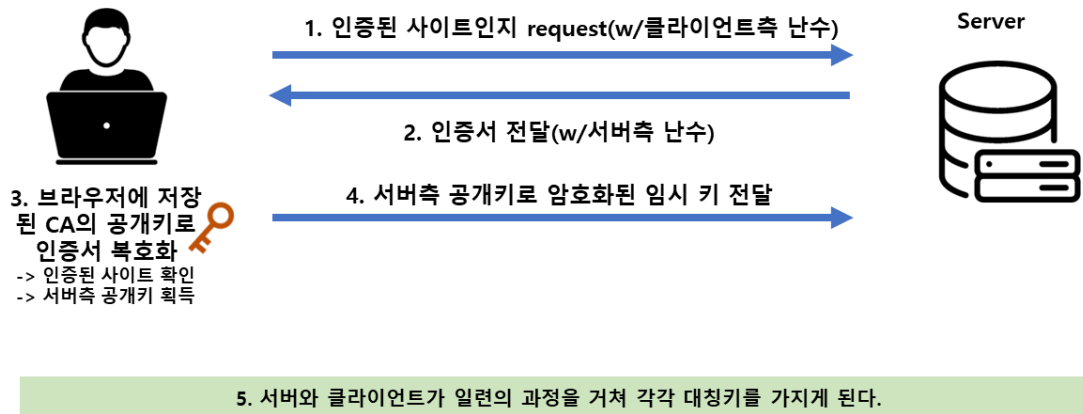 1. 인증된 사이트인지 request(w/클라이언트측 난수)
Server
2. 인증서 전달(w/서버측 난수)
3. 브라우저에 저장
된 CA의 공개키로
인증서 복호화
-> 인증된 사이트 확인
-> 서버측 공개키 획득
4. 서버측 공개키로 암호화된 임시 키 전달
5. 서버와 클라이언트가 일련의 과정을 거쳐 각각 대칭키를 가지게 된다.